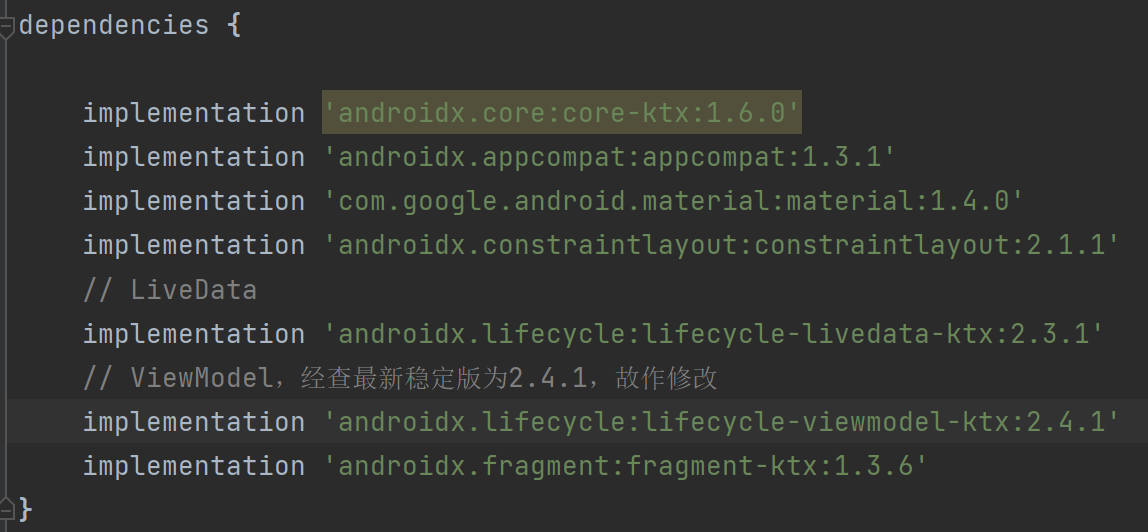 dependencies {
implementation 'androidx.core:core-ktx:1.6.0'
implementation 'androidx.appcompat:appcompat:1.3.1'
implementation 'com.google.android.material:material:1.4.0'
implementation 'androidx.constraintlayout:constraintlayout:2.1.1'
// LiveData
implementation 'androidx.lifecycle:lifecycle-livedata-ktx:2.3.1'
// ViewModel，经查最新稳定版为2.4.1，故作修改
implementation 'androidx.lifecycle:lifecycle-viewmodel-ktx:2.4.1'
implementation 'androidx.fragment:fragment-ktx:1.3.6'
}